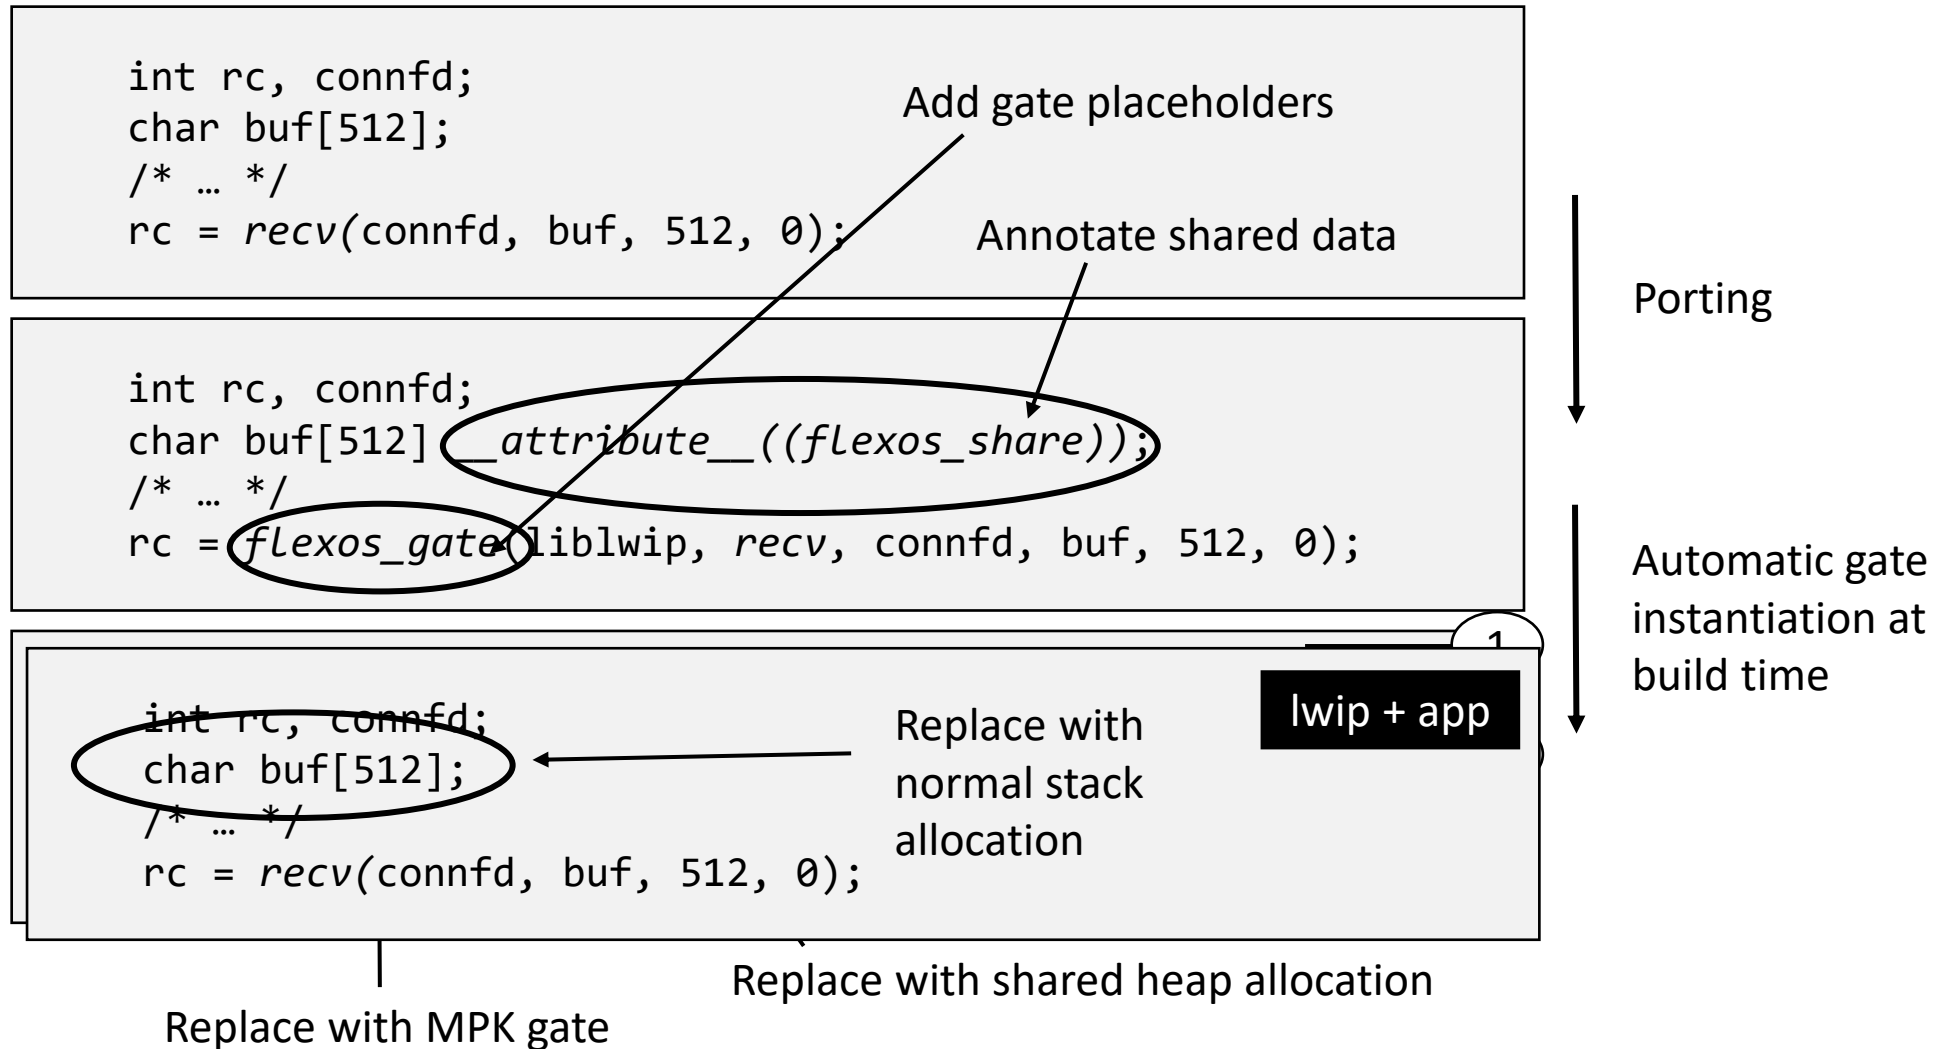 int rc, connfd;
char buf[512];
/* … */
rc = recv(connfd, buf, 512, 0);
Add gate placeholders
Annotate shared data
Porting
int rc, connfd;
char buf[512] __attribute__((flexos_share));
/* … */
rc = flexos_gate(liblwip, recv, connfd, buf, 512, 0);
Automatic gate
instantiation at
build time
1
lwip + app
int rc, connfd;
char buf[512];
/* … */
rc = recv(connfd, buf, 512, 0);
Replace with
normal stack
allocation
Replace with shared heap allocation
Replace with MPK gate